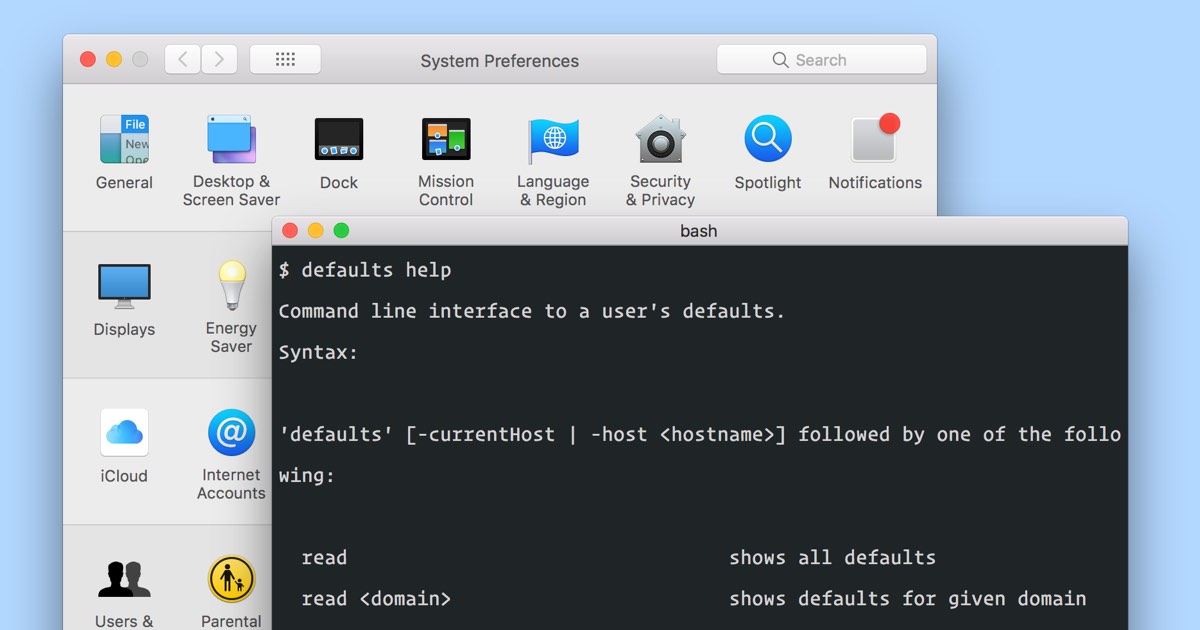 System Preferences
Search
File
New
Ope
General
Desktop &
Screen Saver
Dock
Mission
Control
Language
& Region
Security
& Privacy
Spotlight
Notifications
Displays
Energy
Saver
iCloud
@
Internet
Accounts
Users &
Parental
bash
$ defaults help
Command line interface to a user's defaults.
Syntax:
'defaults' [-currentHost | -host <hostname>] followed by one of the follo
wing:
read shows all defaults
read <domain> shows defaults for given domain